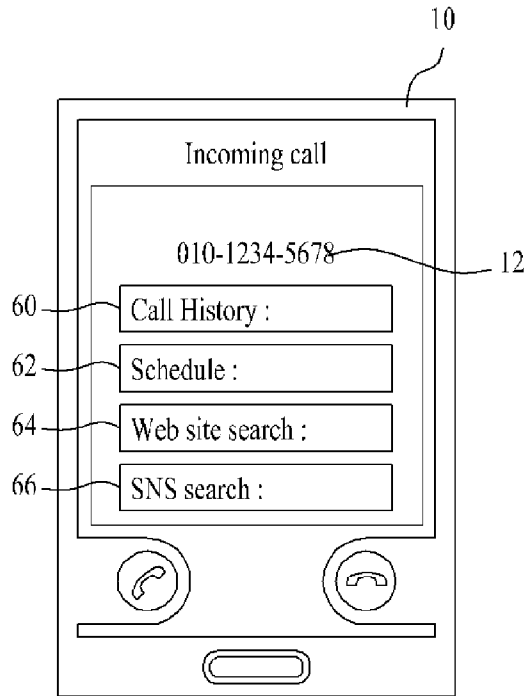 10
Incoming call
010-1234-5678
12
60
Call History :
62
Schedule :
64
Web site search :
66
SNS search :